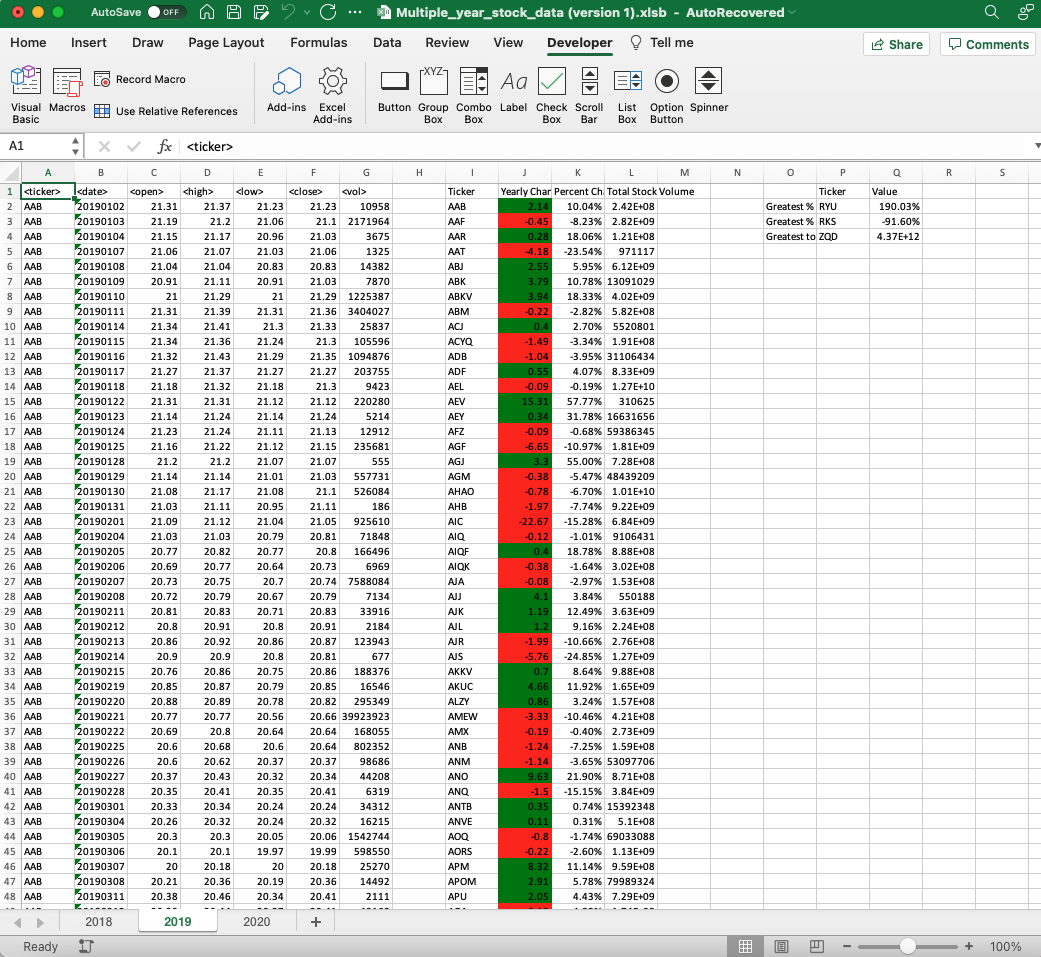 AutoSave OFF Multiple_year_stock_data (version 1).xlsb - AutoRecovered
Home Insert Draw Page Layout Formulas Data Review View Developer Tell me Share Comments
Visual Basic Macros Record Macro Use Relative References Add-ins Excel Add-ins Button Group Box Combo Box Label Check Box Scroll Bar List Box Option Button Spinner
XYZ Aa
A1 fx <ticker>
A B C D E F G H I J K L M N O P Q R S
1 <ticker> <date> <open> <high> <low> <close> <vol> Ticker Yearly Char Percent Ch Total Stock Volume Ticker Value
2 AAB 20190102 21.31 21.37 21.23 21.23 10958 AAB 2.14 10.04% 2.42E+08 Greatest % RYU 190.03%
3 AAB 20190103 21.19 21.2 21.06 21.1 2171964 AAF -0.45 -8.23% 2.82E+09 Greatest % RKS -91.60%
4 AAB 20190104 21.15 21.17 20.96 21.03 3675 AAR 0.28 18.06% 1.21E+08 Greatest to ZQD 4.37E+12
5 AAB 20190107 21.06 21.07 21.03 21.06 1325 AAT -4.18 -23.54% 971117
6 AAB 20190108 21.04 21.04 20.83 20.83 14382 ABJ 2.55 5.95% 6.12E+09
7 AAB 20190109 20.91 21.11 20.91 21.03 7870 ABK 3.79 10.78% 13091029
8 AAB 20190110 21 21.29 21 21.29 1225387 ABKV 3.94 18.33% 4.02E+09
9 AAB 20190111 21.31 21.39 21.31 21.36 3404027 ABM -0.22 -2.82% 5.82E+08
10 AAB 20190114 21.34 21.41 21.3 21.33 25837 ACJ 0.4 2.70% 5520801
11 AAB 20190115 21.34 21.36 21.24 21.3 105596 ACYQ -1.49 -3.34% 1.91E+08
12 AAB 20190116 21.32 21.43 21.29 21.35 1094876 ADB -1.04 -3.95% 31106434
13 AAB 20190117 21.27 21.37 21.27 21.27 203755 ADF 0.55 4.07% 8.33E+09
14 AAB 20190118 21.18 21.32 21.18 21.3 9423 AEL -0.09 -0.19% 1.27E+10
15 AAB 20190122 21.31 21.31 21.12 21.12 220280 AEV 15.31 57.77% 310625
16 AAB 20190123 21.14 21.24 21.14 21.24 5214 AEY 0.34 31.78% 16631656
17 AAB 20190124 21.23 21.24 21.11 21.13 12912 AFZ -0.09 -0.68% 59386345
18 AAB 20190125 21.16 21.22 21.12 21.15 235681 AGF -6.65 -10.97% 1.81E+09
19 AAB 20190128 21.2 21.2 21.07 21.07 555 AGJ 3.3 55.00% 7.28E+08
20 AAB 20190129 21.14 21.14 21.01 21.03 557731 AGM -0.38 -5.47% 48439209
21 AAB 20190130 21.08 21.17 21.08 21.1 526084 AHAO -0.78 -6.70% 1.01E+10
22 AAB 20190131 21.03 21.11 20.95 21.11 186 AHB -1.97 -7.74% 9.22E+09
23 AAB 20190201 21.09 21.12 21.04 21.05 925610 AIC -22.67 -15.28% 6.84E+09
24 AAB 20190204 21.03 21.03 20.79 20.81 71848 AIQ -0.12 -1.01% 9106431
25 AAB 20190205 20.77 20.82 20.77 20.8 166496 AIQF 0.4 18.78% 8.88E+08
26 AAB 20190206 20.69 20.77 20.64 20.73 6969 AIQK -0.38 -1.64% 3.02E+08
27 AAB 20190207 20.73 20.75 20.7 20.74 7588084 AJA -0.08 -2.97% 1.53E+08
28 AAB 20190208 20.72 20.79 20.67 20.79 7134 AJJ 4.1 3.84% 550188
29 AAB 20190211 20.81 20.83 20.71 20.83 33916 AJK 1.19 12.49% 3.63E+09
30 AAB 20190212 20.8 20.91 20.8 20.91 2184 AJL 1.2 9.16% 2.24E+08
31 AAB 20190213 20.86 20.92 20.86 20.87 123943 AJR -1.99 -10.66% 2.76E+08
32 AAB 20190214 20.9 20.9 20.8 20.81 677 AJS -5.76 -24.85% 1.27E+09
33 AAB 20190215 20.76 20.86 20.75 20.86 188376 AKKV 0.7 8.64% 9.88E+08
34 AAB 20190219 20.85 20.87 20.79 20.85 16546 AKUC 4.66 11.92% 1.65E+09
35 AAB 20190220 20.88 20.89 20.78 20.82 295349 ALZY 0.86 3.24% 1.57E+08
36 AAB 20190221 20.77 20.77 20.56 20.66 39923923 AMEW -3.33 -10.46% 4.21E+08
37 AAB 20190222 20.69 20.8 20.64 20.64 168055 AMX -0.19 -0.40% 2.73E+09
38 AAB 20190225 20.6 20.68 20.6 20.64 802352 ANB -1.24 -7.25% 1.59E+08
39 AAB 20190226 20.6 20.62 20.37 20.37 98686 ANM -1.14 -3.65% 53097706
40 AAB 20190227 20.37 20.43 20.32 20.34 44208 ANO 9.63 21.90% 8.71E+08
41 AAB 20190228 20.35 20.41 20.35 20.41 6319 ANQ -1.5 -15.15% 3.84E+09
42 AAB 20190301 20.33 20.34 20.24 20.24 34312 ANTB 0.35 0.74% 15392348
43 AAB 20190304 20.26 20.32 20.24 20.32 16215 ANVE 0.11 0.31% 5.1E+08
44 AAB 20190305 20.3 20.3 20.05 20.06 1542744 AOQ -0.8 -1.74% 69033088
45 AAB 20190306 20.1 20.1 19.97 19.99 598550 AORS -0.22 -2.60% 1.13E+09
46 AAB 20190307 20 20.18 20 20.18 25270 APM 8.32 11.14% 9.59E+08
47 AAB 20190308 20.21 20.36 20.19 20.36 14492 APOM 2.91 5.78% 79989324
48 AAB 20190311 20.38 20.46 20.34 20.41 2111 APU 2.05 4.43% 7.29E+09
2018 2019 2020 +
Ready 100%